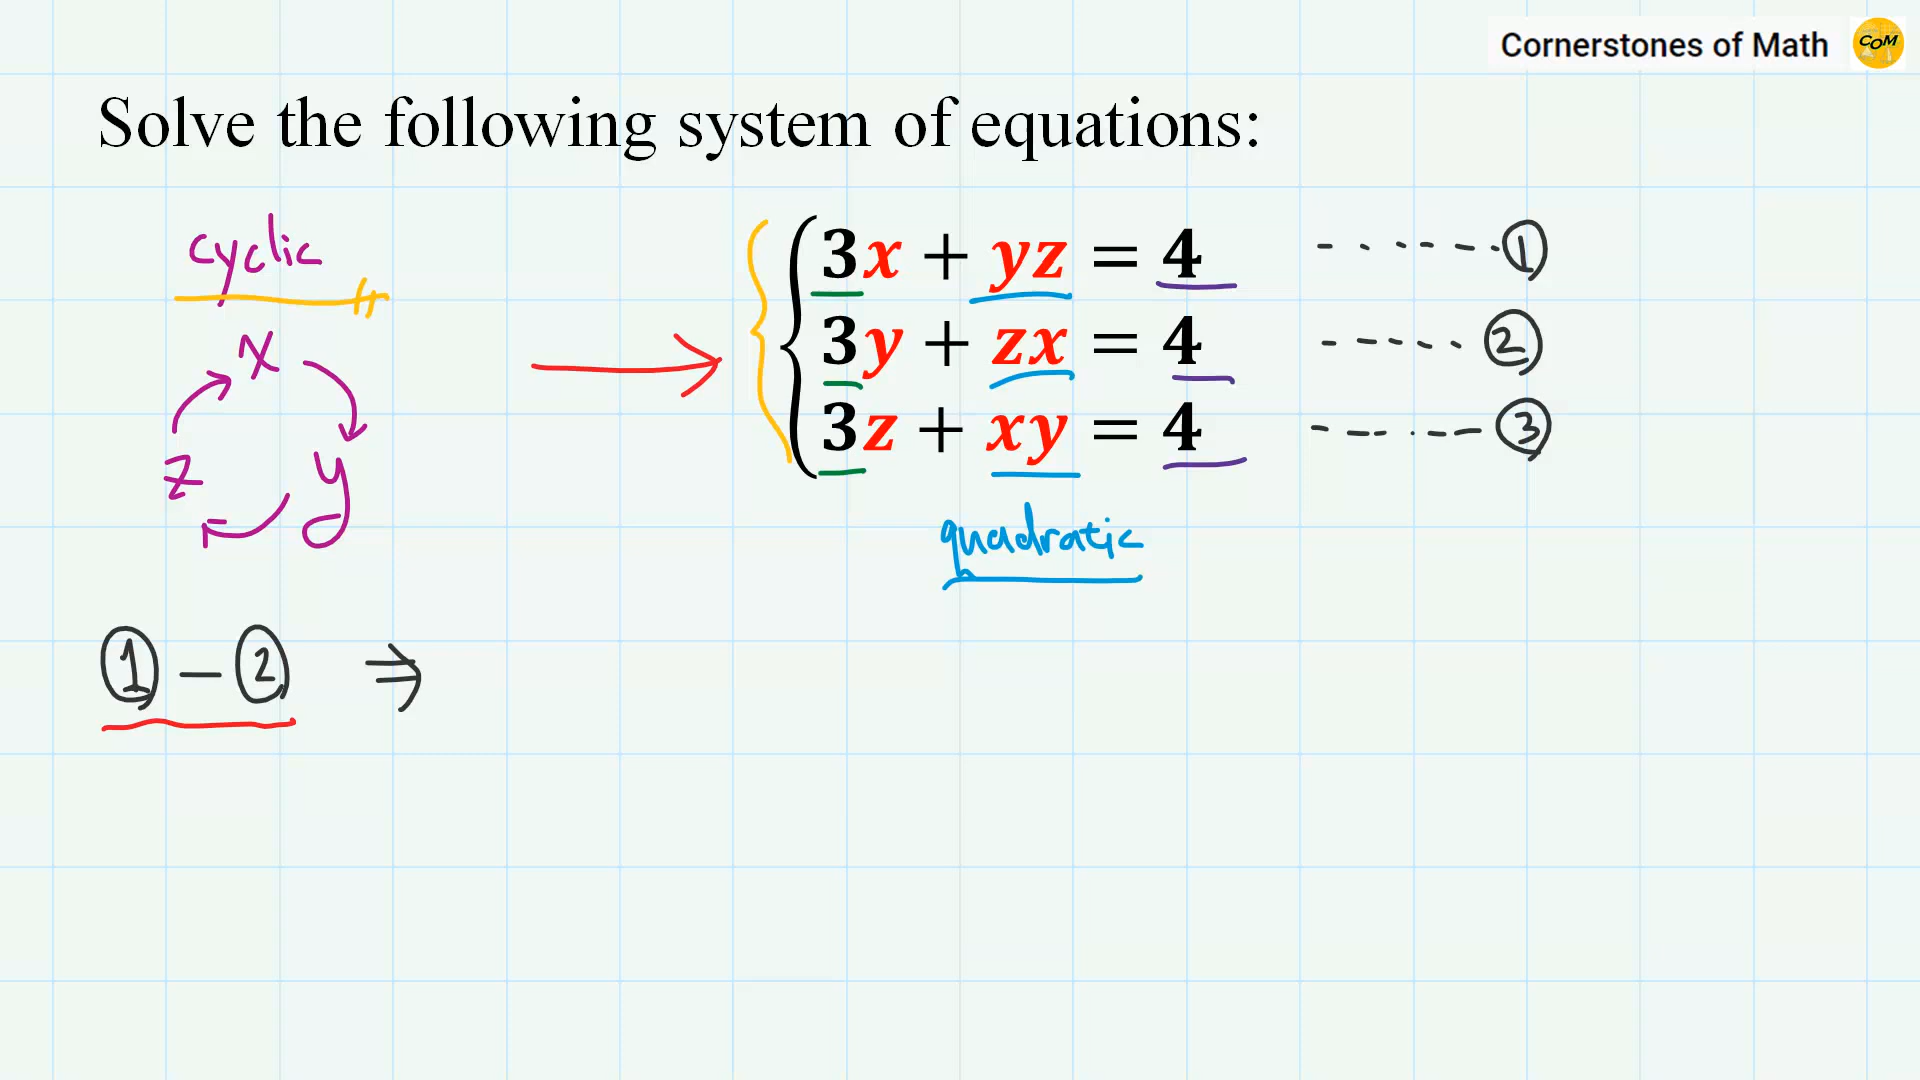 Cornerstones of Math COM
Solve the following system of equations:
cyclic
x
y
z
3x + yz = 4 - - - - - - ①
3y + zx = 4 - - - - - ②
3z + xy = 4 - - - - - ③
quadratic
① − ② ⇒